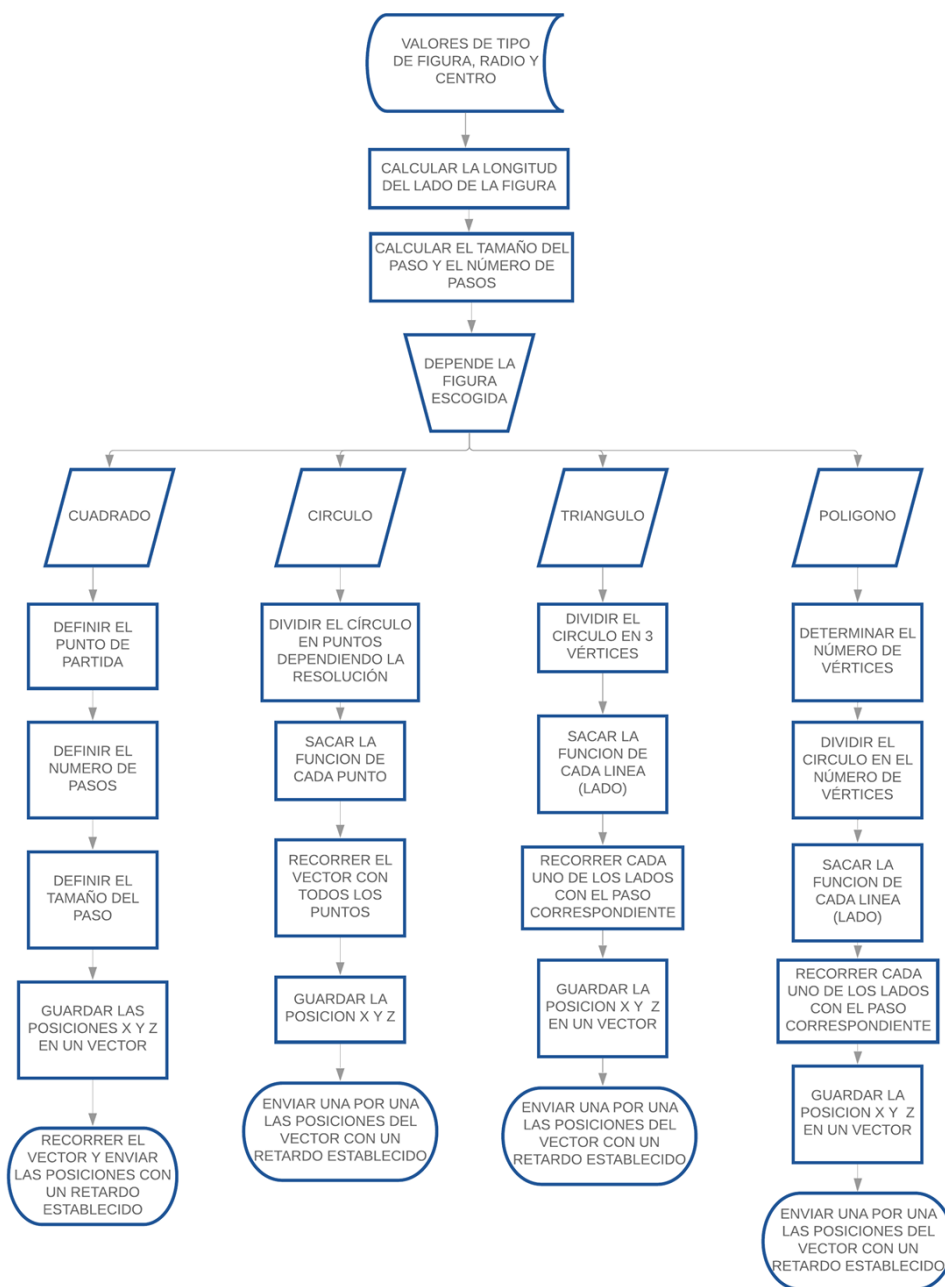 VALORES DE TIPO
DE FIGURA, RADIO Y
CENTRO
CALCULAR LA LONGITUD
DEL LADO DE LA FIGURA
CALCULAR EL TAMAÑO DEL
PASO Y EL NÚMERO DE
PASOS
DEPENDE LA
FIGURA
ESCOGIDA
CUADRADO
DEFINIR EL
PUNTO DE
PARTIDA
DEFINIR EL
NUMERO DE
PASOS
DEFINIR EL
TAMAÑO DEL
PASO
GUARDAR LAS
POSICIONES X Y Z
EN UN VECTOR
RECORRER EL
VECTOR Y ENVIAR
LAS POSICIONES CON
UN RETARDO
ESTABLECIDO
CIRCULO
DIVIDIR EL CÍRCULO
EN PUNTOS
DEPENDIENDO LA
RESOLUCIÓN
SACAR LA
FUNCION DE
CADA PUNTO
RECORRER EL
VECTOR CON
TODOS LOS
PUNTOS
GUARDAR LA
POSICION X Y Z
ENVIAR UNA POR UNA
LAS POSICIONES DEL
VECTOR CON UN
RETARDO ESTABLECIDO
TRIANGULO
DIVIDIR EL
CIRCULO EN 3
VÉRTICES
SACAR LA
FUNCION DE
CADA LINEA
(LADO)
RECORRER CADA
UNO DE LOS LADOS
CON EL PASO
CORRESPONDIENTE
GUARDAR LA
POSICION X Y Z
EN UN VECTOR
ENVIAR UNA POR UNA
LAS POSICIONES DEL
VECTOR CON UN
RETARDO ESTABLECIDO
POLIGONO
DETERMINAR EL
NÚMERO DE
VÉRTICES
DIVIDIR EL
CIRCULO EN EL
NÚMERO DE
VÉRTICES
SACAR LA
FUNCION DE
CADA LINEA
(LADO)
RECORRER CADA
UNO DE LOS LADOS
CON EL PASO
CORRESPONDIENTE
GUARDAR LA
POSICION X Y Z
EN UN VECTOR
ENVIAR UNA POR UNA
LAS POSICIONES DEL
VECTOR CON UN
RETARDO ESTABLECIDO